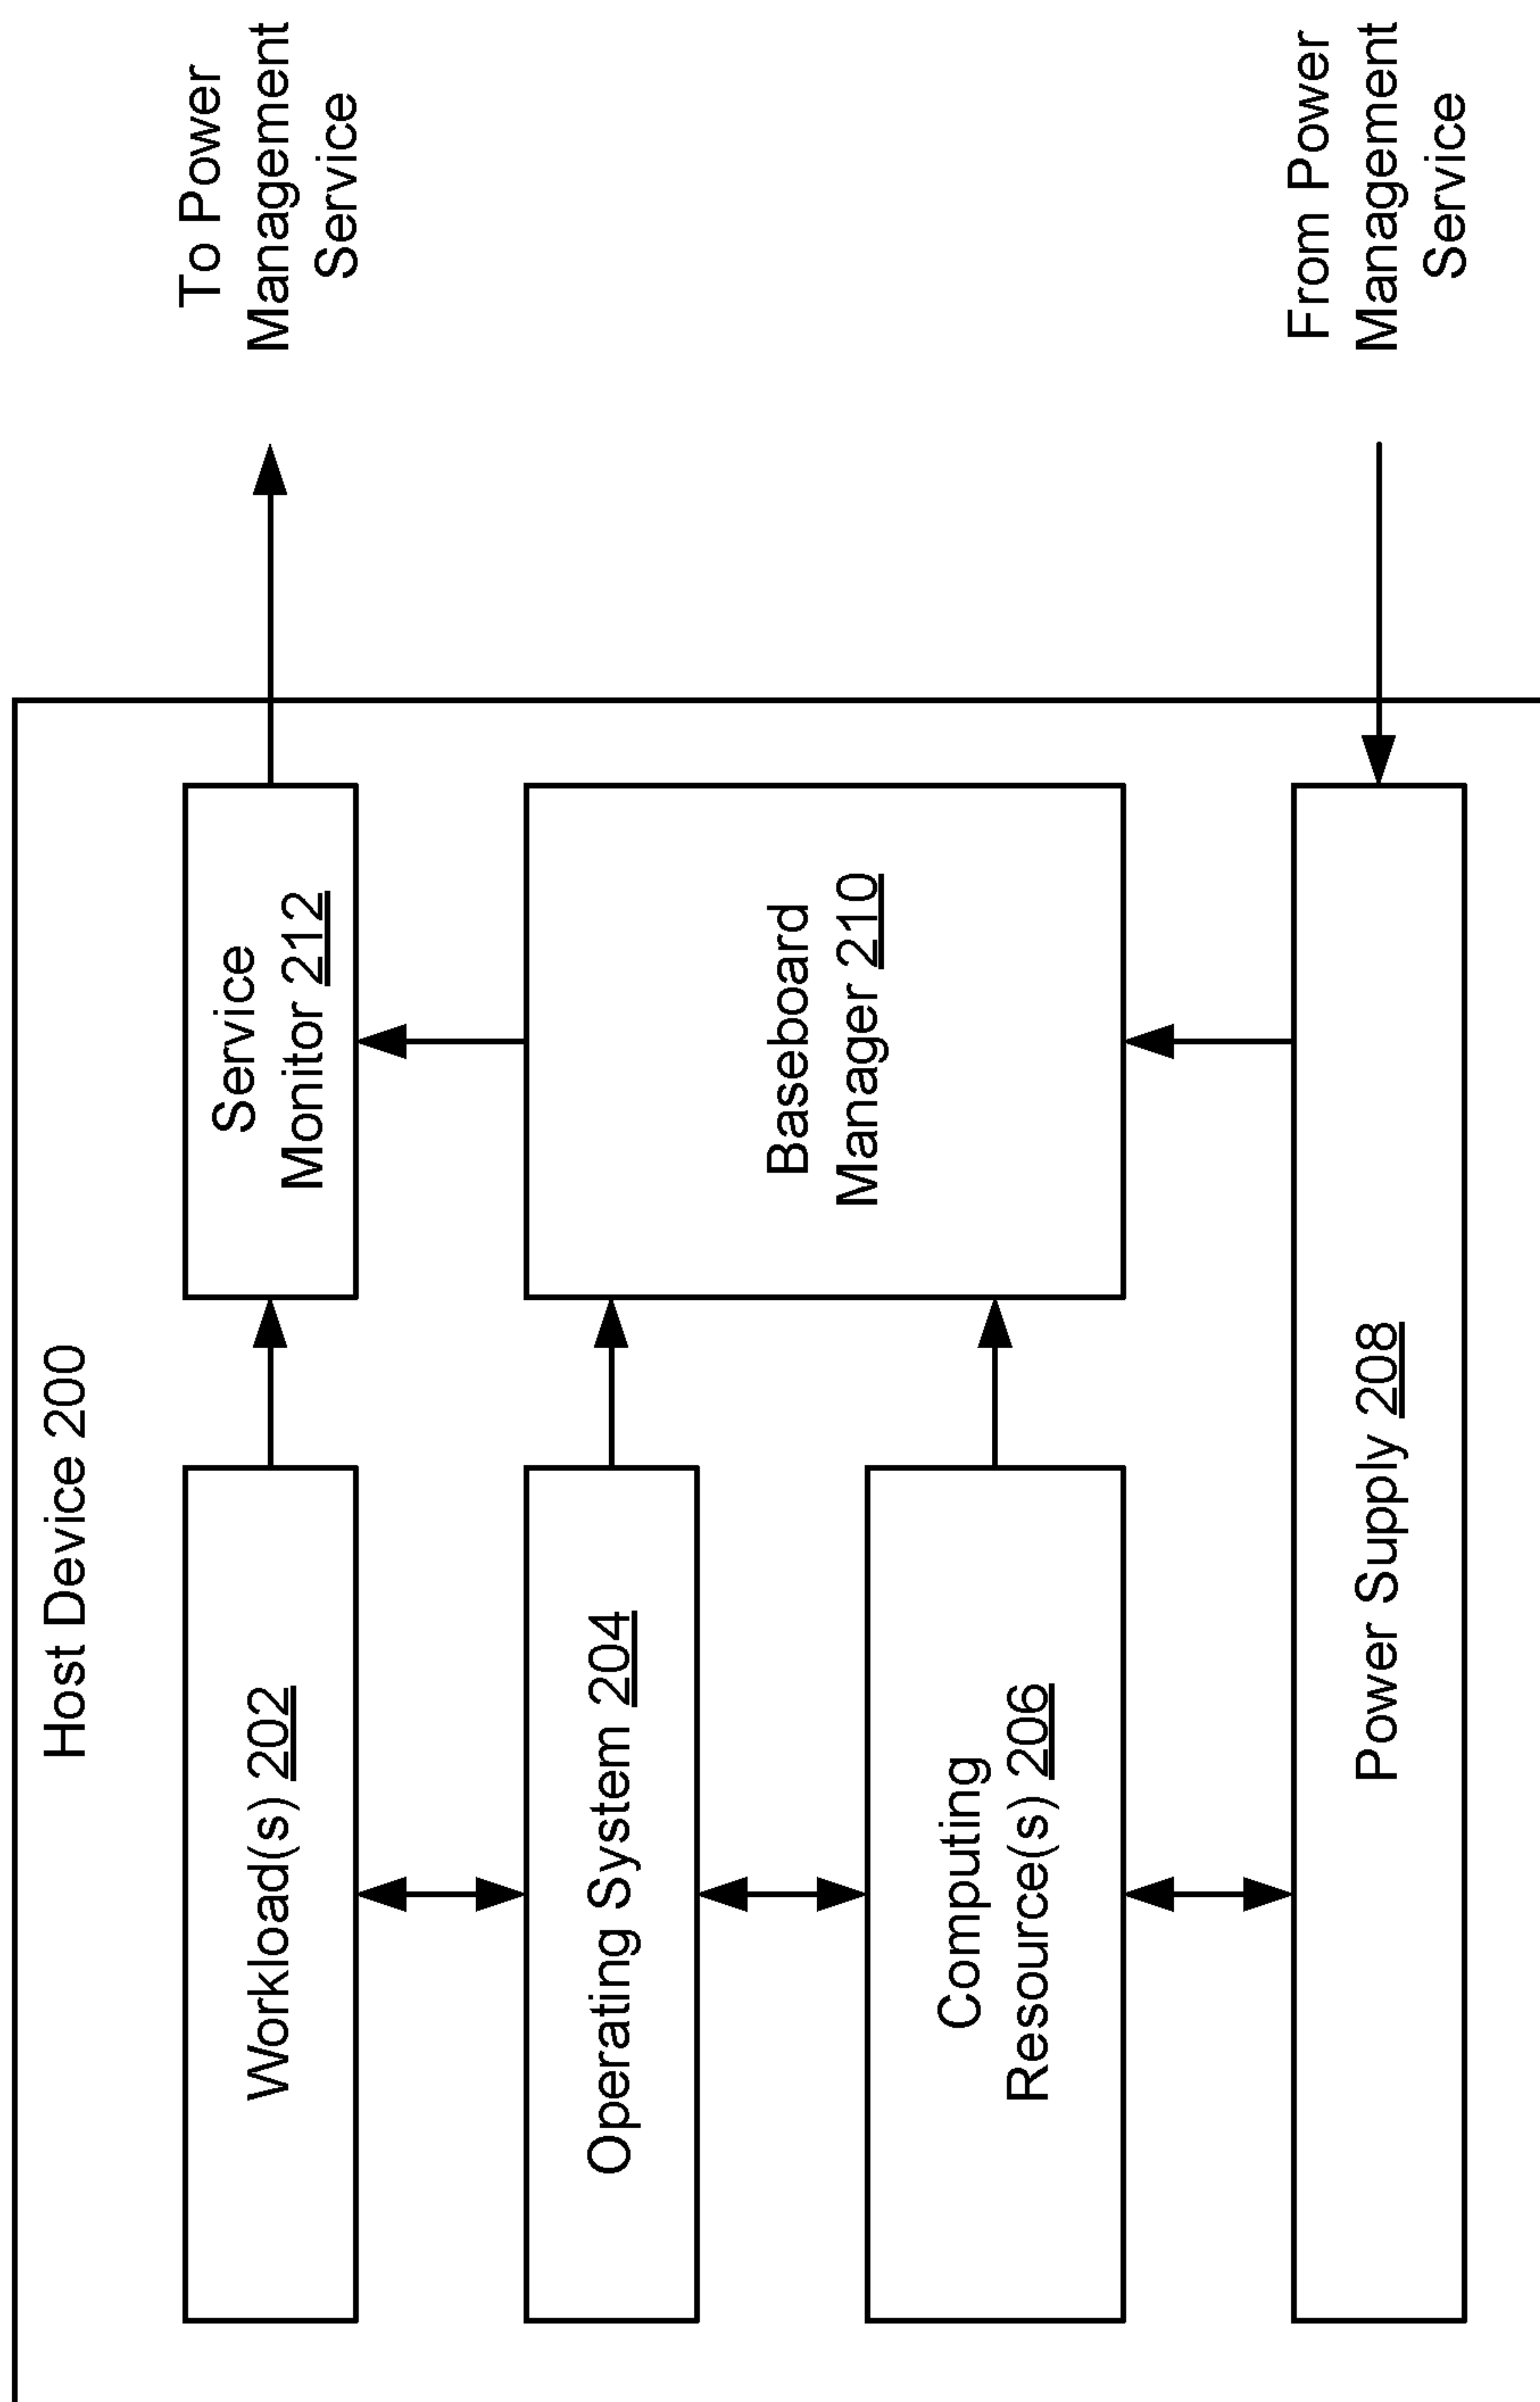 Host Device 200
Workload(s) 202
Service
Monitor 212
To Power
Management
Service
Operating System 204
Baseboard
Manager 210
Computing
Resource(s) 206
Power Supply 208
From Power
Management
Service